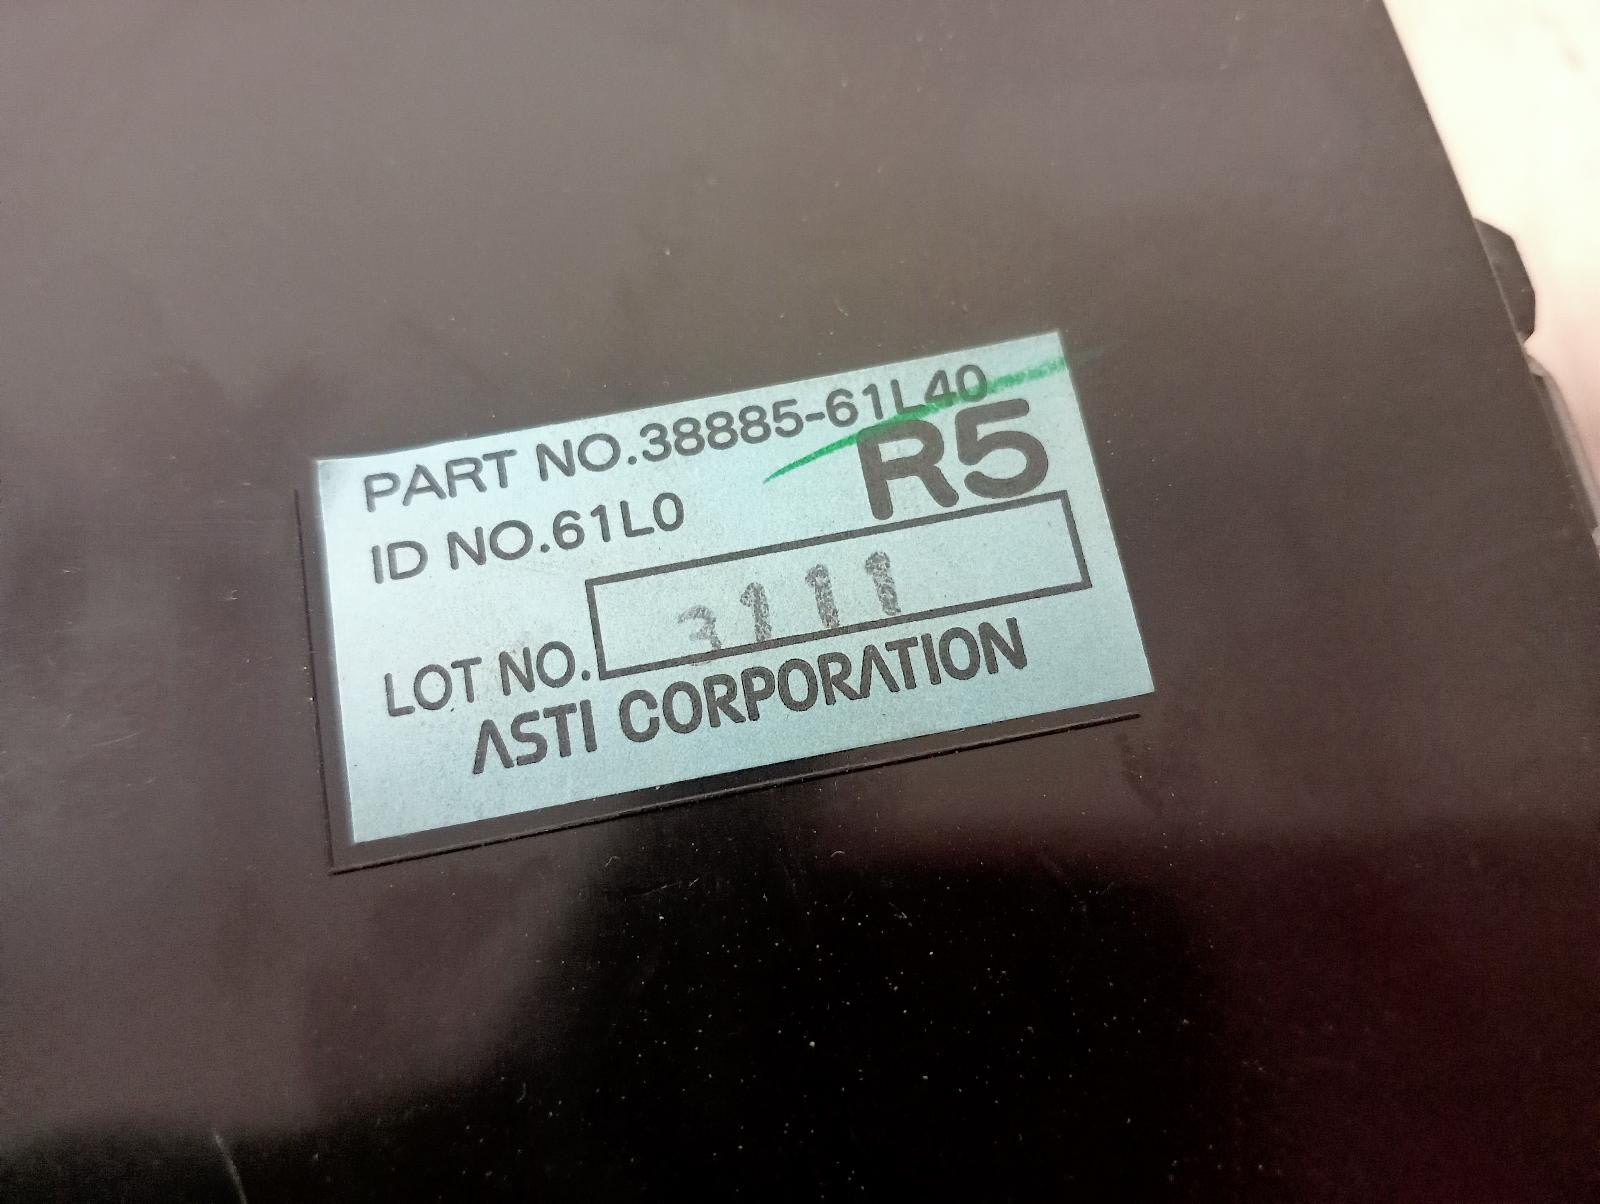 PART NO.38885-61L40
R5
ID NO.61L0
LOT NO. 3111
ASTI CORPORATION